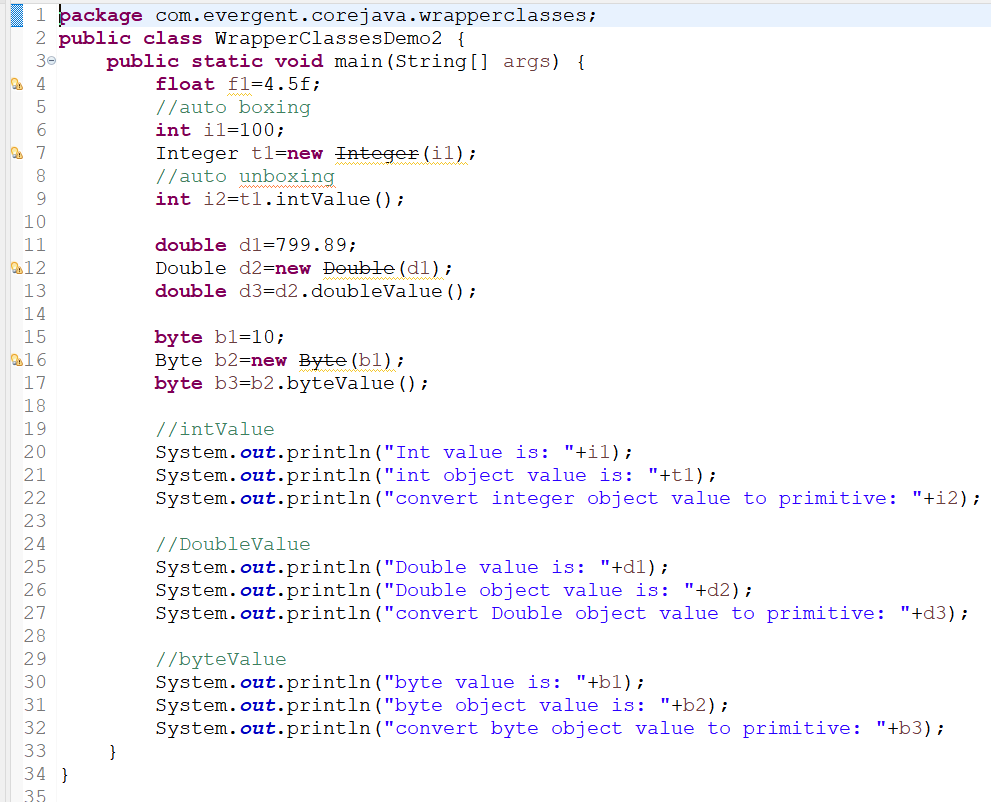 1 package com.evergent.corejava.wrapperclasses;
2 public class WrapperClassesDemo2 {
3     public static void main(String[] args) {
4         float f1=4.5f;
5         //auto boxing
6         int i1=100;
7         Integer t1=new Integer(i1);
8         //auto unboxing
9         int i2=t1.intValue();
10
11         double d1=799.89;
12         Double d2=new Double(d1);
13         double d3=d2.doubleValue();
14
15         byte b1=10;
16         Byte b2=new Byte(b1);
17         byte b3=b2.byteValue();
18
19         //intValue
20         System.out.println("Int value is: "+i1);
21         System.out.println("int object value is: "+t1);
22         System.out.println("convert integer object value to primitive: "+i2);
23
24         //DoubleValue
25         System.out.println("Double value is: "+d1);
26         System.out.println("Double object value is: "+d2);
27         System.out.println("convert Double object value to primitive: "+d3);
28
29         //byteValue
30         System.out.println("byte value is: "+b1);
31         System.out.println("byte object value is: "+b2);
32         System.out.println("convert byte object value to primitive: "+b3);
33     }
34 }
35